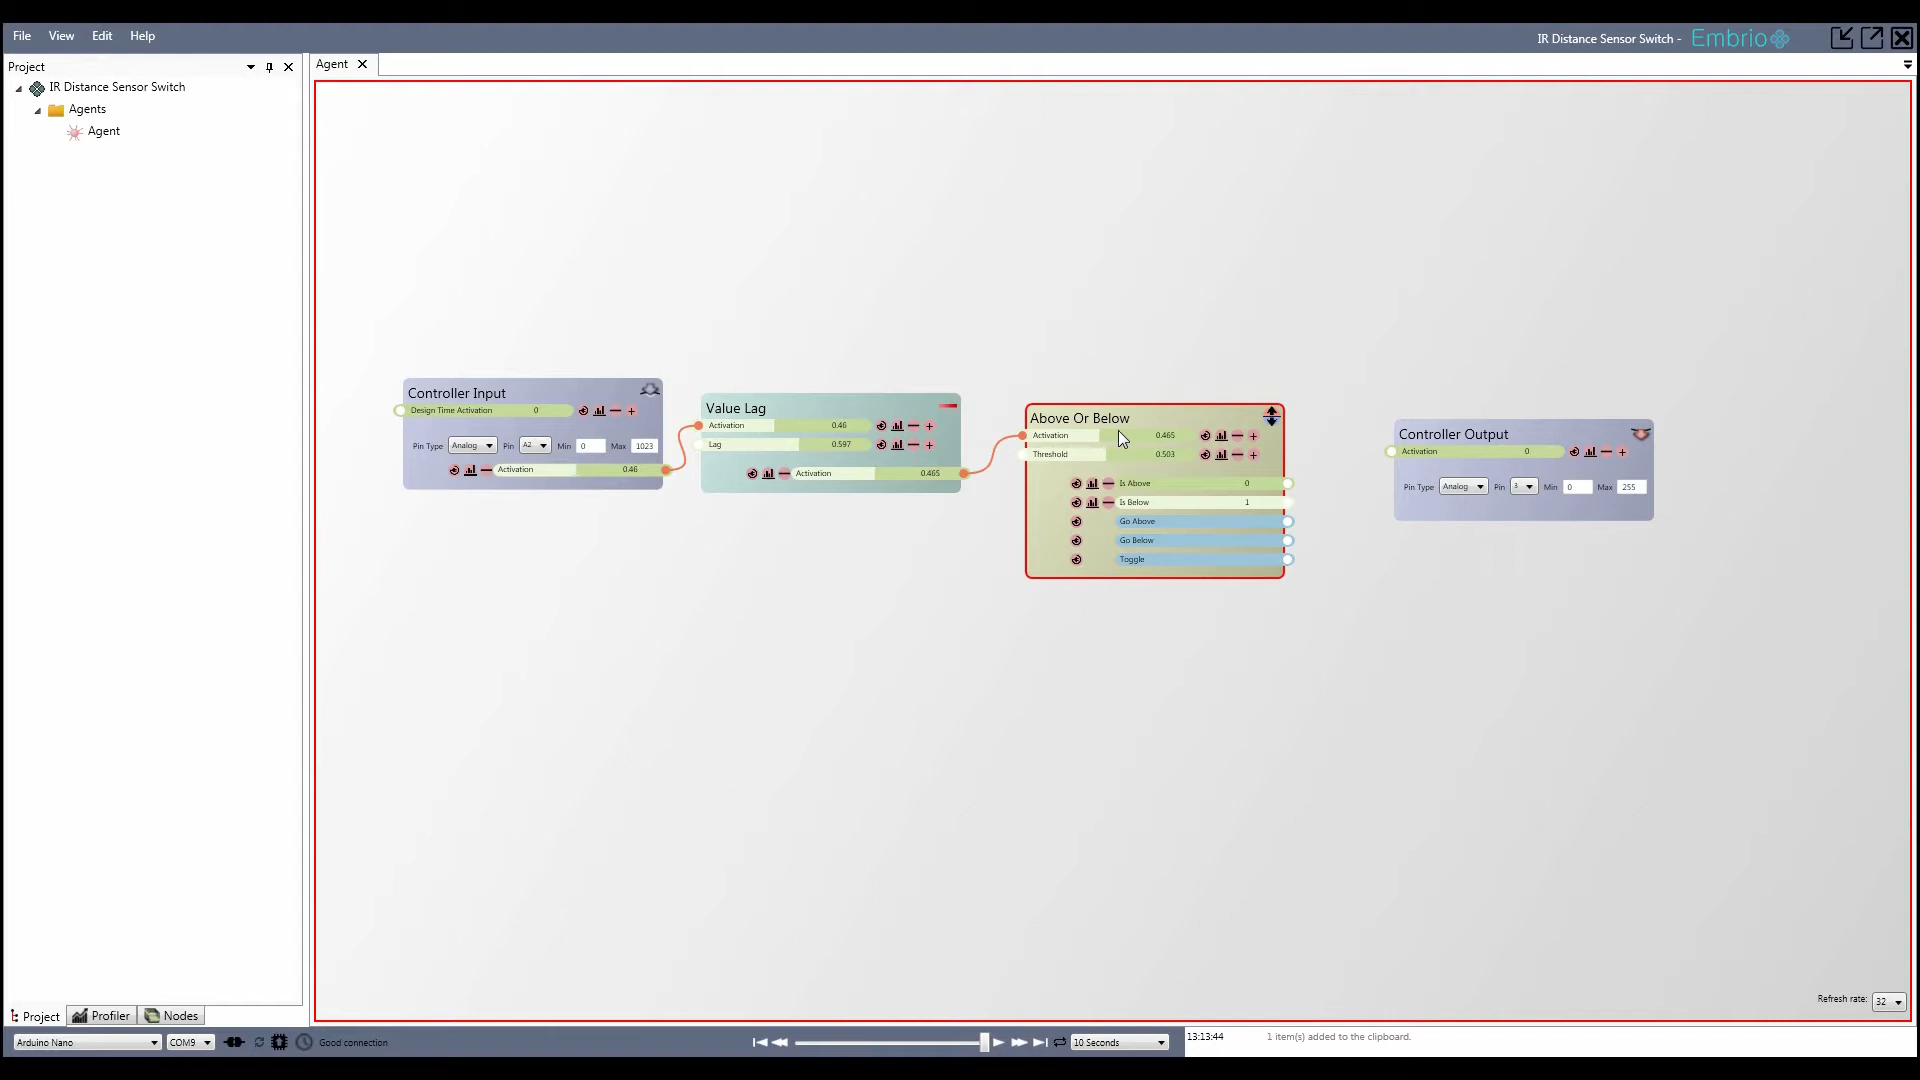 File View Edit Help
IR Distance Sensor Switch - Embrio
Project
Agent
IR Distance Sensor Switch
Agents
Agent
Controller Input
Design Time Activation 0
Pin Type Analog Pin A2 Min 0 Max 1023
Activation 0.46
Value Lag
Activation 0.46
Lag 0.597
Activation 0.465
Above Or Below
Activation 0.465
Threshold 0.503
Is Above 0
Is Below 1
Go Above
Go Below
Toggle
Controller Output
Activation 0
Pin Type Analog Pin 3 Min 0 Max 255
Refresh rate: 32
Project Profiler Nodes
Arduino Nano COM9 Good connection 10 Seconds 13:13:44 1 item(s) added to the clipboard.